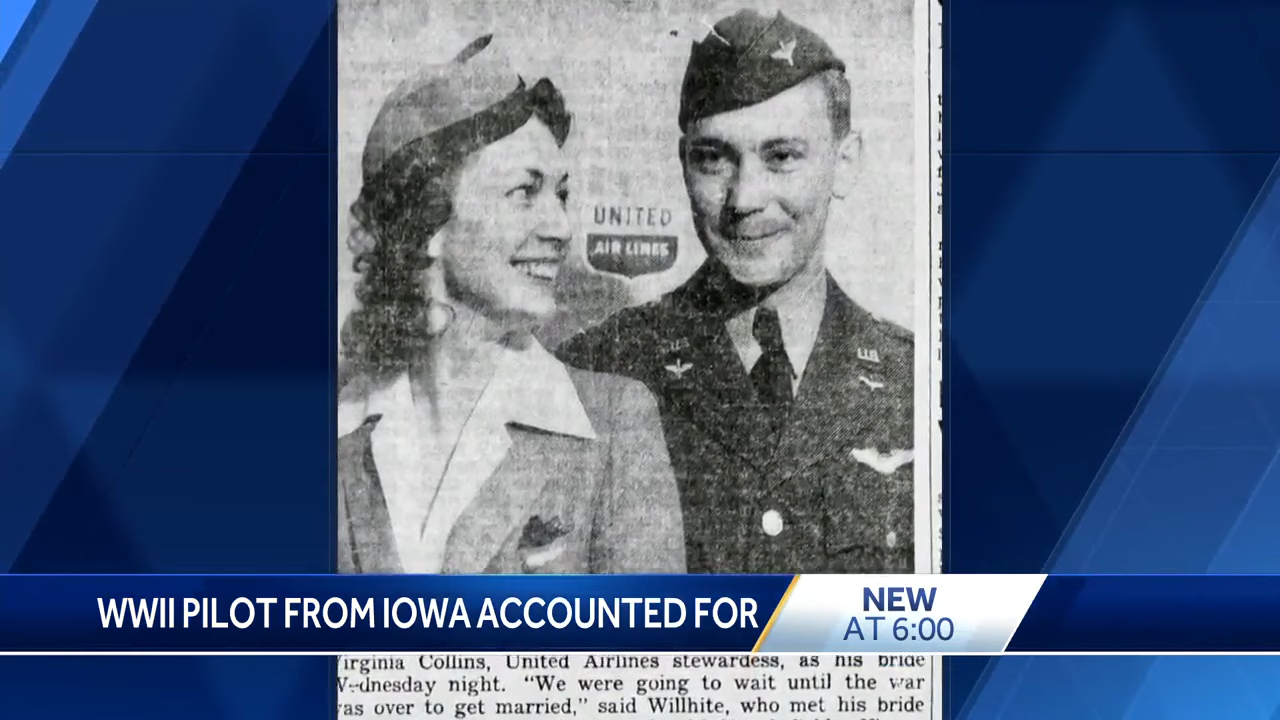 UNITED
AIR LINES
U.S.
WWII PILOT FROM IOWA ACCOUNTED FOR
NEW
AT 6:00
Virginia Collins, United Airlines stewardess, as his bride
Wednesday night. "We were going to wait until the war
was over to get married," said Willhite, who met his bride